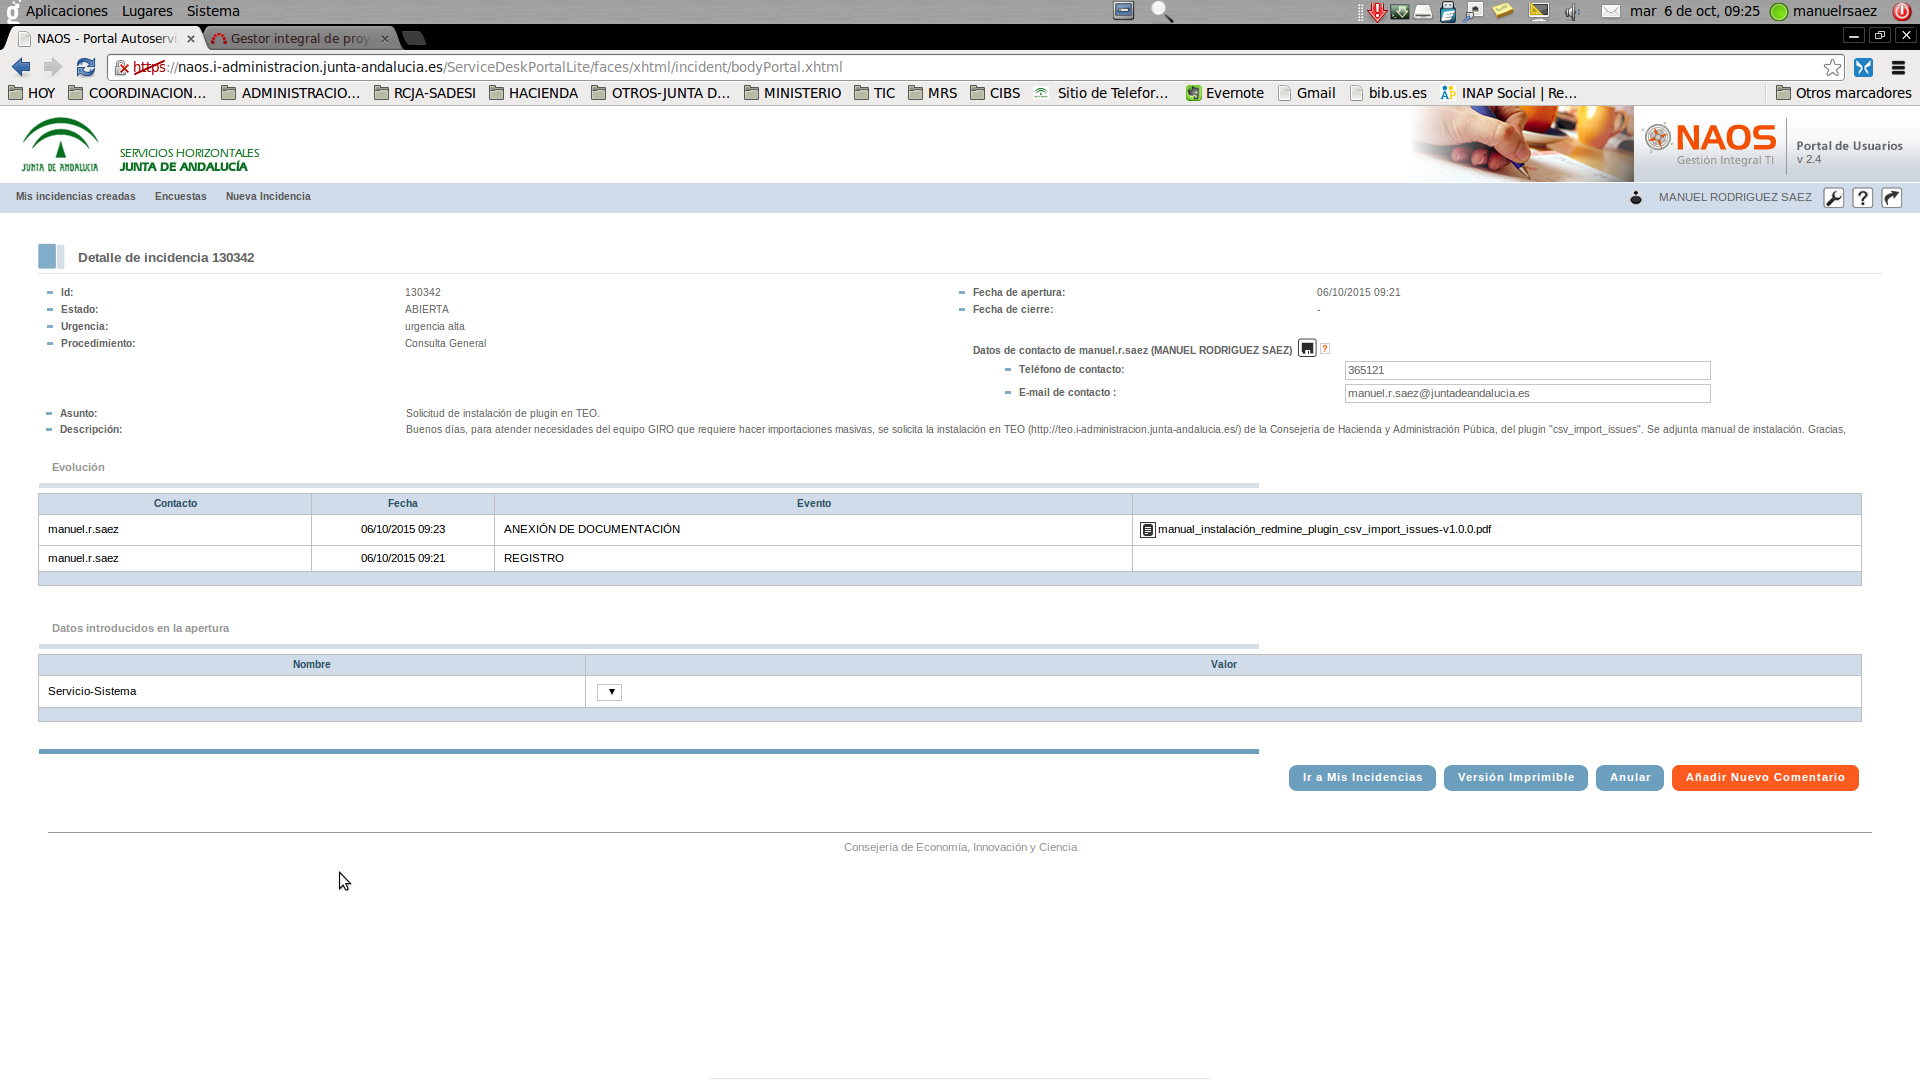 Aplicaciones Lugares Sistema mar 6 de oct, 09:25 manuelrsaez
NAOS - Portal Autoservi Gestor integral de proy
https://naos.i-administracion.junta-andalucia.es/ServiceDeskPortalLite/faces/xhtml/incident/bodyPortal.xhtml
HOY COORDINACION... ADMINISTRACIO... RCJA-SADESI HACIENDA OTROS-JUNTA D... MINISTERIO TIC MRS CIBS Sitio de Telefor... Evernote Gmail bib.us.es INAP Social | Re... Otros marcadores
JUNTA DE ANDALUCIA
SERVICIOS HORIZONTALES
JUNTA DE ANDALUCÍA
NAOS
Gestión Integral TI
Portal de Usuarios
v 2.4
Mis incidencias creadas Encuestas Nueva Incidencia MANUEL RODRIGUEZ SAEZ
Detalle de incidencia 130342
Id: 130342 Fecha de apertura: 06/10/2015 09:21
Estado: ABIERTA Fecha de cierre: -
Urgencia: urgencia alta
Procedimiento: Consulta General
Datos de contacto de manuel.r.saez (MANUEL RODRIGUEZ SAEZ) ?
Teléfono de contacto: 365121
E-mail de contacto : manuel.r.saez@juntadeandalucia.es
Asunto: Solicitud de instalación de plugin en TEO.
Descripción: Buenos días, para atender necesidades del equipo GIRO que requiere hacer importaciones masivas, se solicita la instalación en TEO (http://teo.i-administracion.junta-andalucia.es/) de la Consejería de Hacienda y Administración Púbica, del plugin "csv_import_issues". Se adjunta manual de instalación. Gracias,
Evolución
Contacto Fecha Evento
manuel.r.saez 06/10/2015 09:23 ANEXIÓN DE DOCUMENTACIÓN manual_instalación_redmine_plugin_csv_import_issues-v1.0.0.pdf
manuel.r.saez 06/10/2015 09:21 REGISTRO
Datos introducidos en la apertura
Nombre Valor
Servicio-Sistema
Ir a Mis Incidencias Versión Imprimible Anular Añadir Nuevo Comentario
Consejería de Economía, Innovación y Ciencia